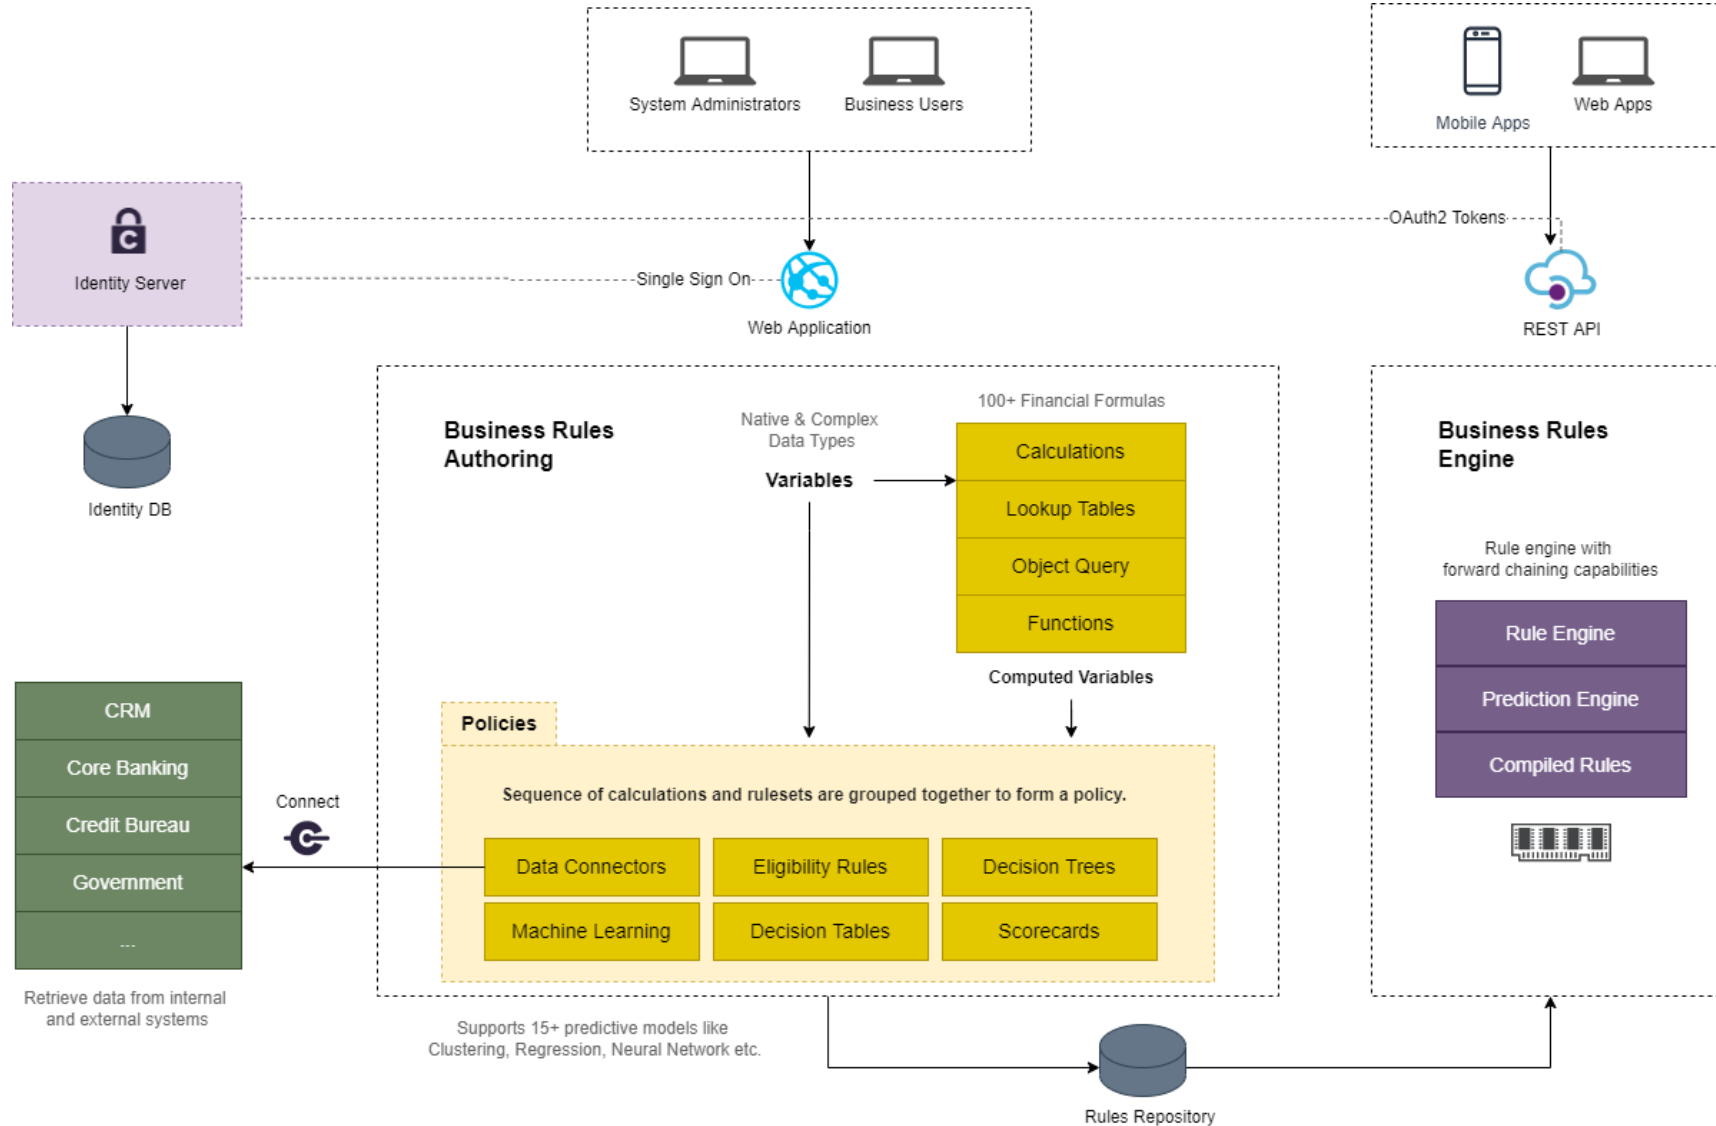 System Administrators
Business Users
Mobile Apps
Web Apps
OAuth2 Tokens
C
Identity Server
Single Sign On
Web Application
REST API
Identity DB
Business Rules
Authoring
Native & Complex
Data Types
Variables
100+ Financial Formulas
Calculations
Lookup Tables
Object Query
Functions
Computed Variables
Business Rules
Engine
Rule engine with
forward chaining capabilities
Rule Engine
Prediction Engine
Compiled Rules
CRM
Core Banking
Credit Bureau
Government
...
Retrieve data from internal
and external systems
Connect
Policies
Sequence of calculations and rulesets are grouped together to form a policy.
Data Connectors
Eligibility Rules
Decision Trees
Machine Learning
Decision Tables
Scorecards
Supports 15+ predictive models like
Clustering, Regression, Neural Network etc.
Rules Repository